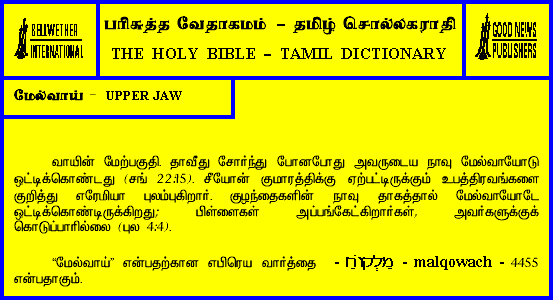 BELLWETHER
INTERNATIONAL
பரிசுத்த வேதாகமம் – தமிழ் சொல்லகராதி
THE HOLY BIBLE – TAMIL DICTIONARY
GOOD NEWS
PUBLISHERS
மேல்வாய் – UPPER JAW
வாயின் மேற்பகுதி. தாவீது சோர்ந்து போனபோது அவருடைய நாவு மேல்வாயோடு
ஒட்டிக்கொண்டது (சங் 22:15). சீயோன் குமாரத்திக்கு ஏற்பட்டிருக்கும் உபத்திரவங்களை
குறித்து எரேமியா புலம்புகிறார். குழந்தைகளின் நாவு தாகத்தால் மேல்வாயோடே
ஒட்டிக்கொண்டிருக்கிறது; பிள்ளைகள் அப்பங்கேட்கிறார்கள், அவர்களுக்குக்
கொடுப்பாரில்லை (புல 4:4).
“மேல்வாய்” என்பதற்கான எபிரெய வார்த்தை - מַלְקוֹחַ - malqowach - 4455
என்பதாகும்.